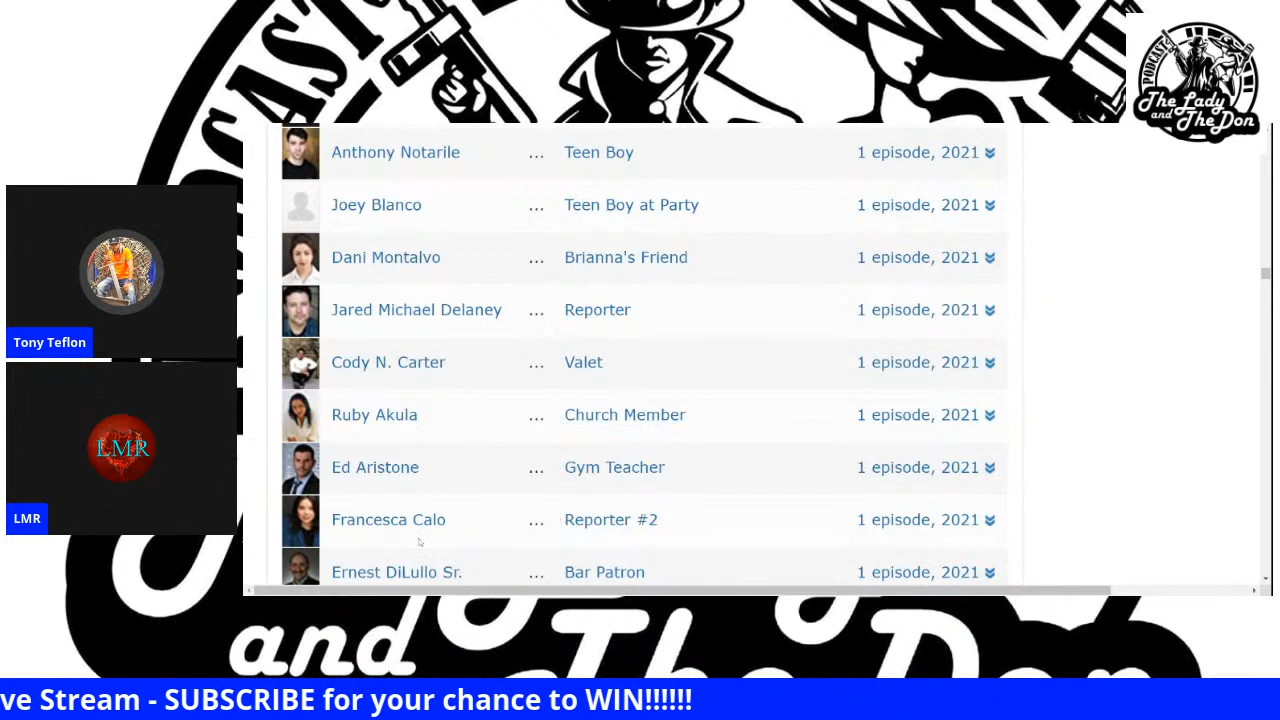 CAST
PODCAST
The Lady
and The Don
Anthony Notarile ... Teen Boy 1 episode, 2021
Joey Blanco ... Teen Boy at Party 1 episode, 2021
Dani Montalvo ... Brianna's Friend 1 episode, 2021
Jared Michael Delaney ... Reporter 1 episode, 2021
Cody N. Carter ... Valet 1 episode, 2021
Ruby Akula ... Church Member 1 episode, 2021
Ed Aristone ... Gym Teacher 1 episode, 2021
Francesca Calo ... Reporter #2 1 episode, 2021
Ernest DiLullo Sr. ... Bar Patron 1 episode, 2021
Tony Teflon
LMR
LMR
and The Don
ve Stream - SUBSCRIBE for your chance to WIN!!!!!!